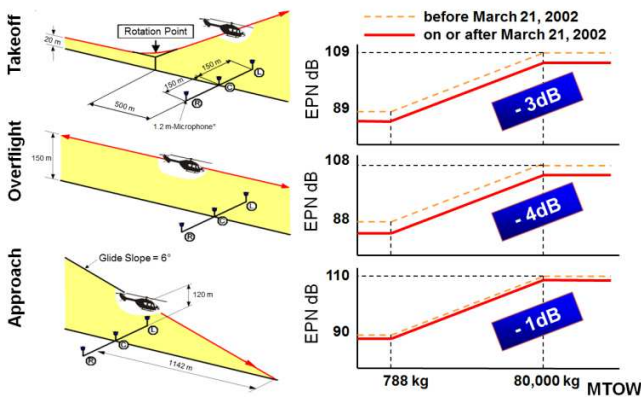 Takeoff
20 m
Rotation Point
150 m
150 m
500 m
R
C
L
1.2 m-Microphone*
before March 21, 2002
on or after March 21, 2002
EPN dB
109
89
- 3dB
Overflight
150 m
R
C
L
EPN dB
108
88
- 4dB
Approach
Glide Slope = 6°
120 m
R
C
L
1142 m
EPN dB
110
90
- 1dB
788 kg
80,000 kg
MTOW